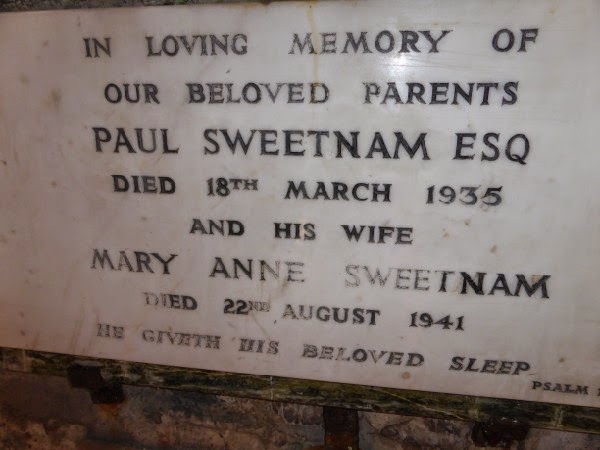 IN LOVING MEMORY OF
OUR BELOVED PARENTS
PAUL SWEETNAM ESQ
DIED 18TH MARCH 1935
AND HIS WIFE
MARY ANNE SWEETNAM
DIED 22ND AUGUST 1941
HE GIVETH HIS BELOVED SLEEP
PSALM